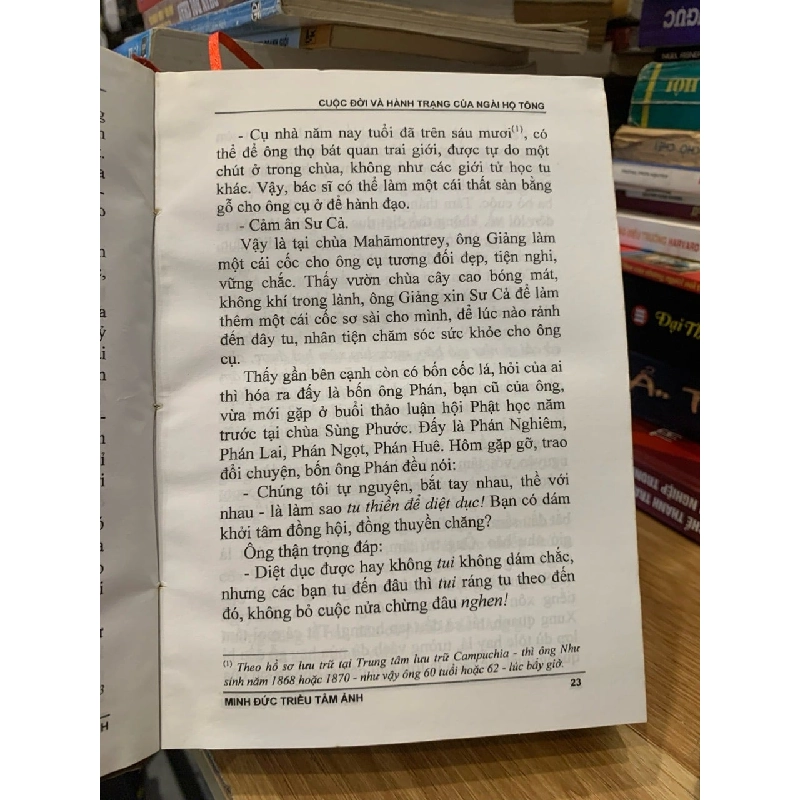 CUỘC ĐỜI VÀ HÀNH TRẠNG CỦA NGÀI HỘ TÔNG
- Cụ nhà năm nay tuổi đã trên sáu mươi(1), có
thể để ông thọ bát quan trai giới, được tự do một
chút ở trong chùa, không như các giới tử học tu
khác. Vậy, bác sĩ có thể làm một cái thất sàn bằng
gỗ cho ông cụ ở để hành đạo.
- Cảm ân Sư Cả.
Vậy là tại chùa Mahāmontrey, ông Giảng làm
một cái cốc cho ông cụ tương đối đẹp, tiện nghi,
vững chắc. Thấy vườn chùa cây cao bóng mát,
không khí trong lành, ông Giảng xin Sư Cả để làm
thêm một cái cốc sơ sài cho mình, để lúc nào rảnh
đến đây tu, nhân tiện chăm sóc sức khỏe cho ông
cụ.
Thấy gần bên cạnh còn có bốn cốc lá, hỏi của ai
thì hóa ra đấy là bốn ông Phán, bạn cũ của ông,
vừa mới gặp ở buổi thảo luận hội Phật học năm
trước tại chùa Sùng Phước. Đấy là Phán Nghiêm,
Phán Lai, Phán Ngọt, Phán Huê. Hôm gặp gỡ, trao
đổi chuyện, bốn ông Phán đều nói:
- Chúng tôi tự nguyện, bắt tay nhau, thề với
nhau - là làm sao tu thiền để diệt dục! Bạn có dám
khởi tâm đồng hội, đồng thuyền chăng?
Ông thận trọng đáp:
- Diệt dục được hay không tui không dám chắc,
nhưng các bạn tu đến đâu thì tui ráng tu theo đến
đó, không bỏ cuộc nửa chừng đâu nghen!
(1) Theo hồ sơ lưu trữ tại Trung tâm lưu trữ Campuchia - thì ông Như
sinh năm 1868 hoặc 1870 - như vậy ông 60 tuổi hoặc 62 - lúc bấy giờ.
MINH ĐỨC TRIỀU TÂM ẢNH
23